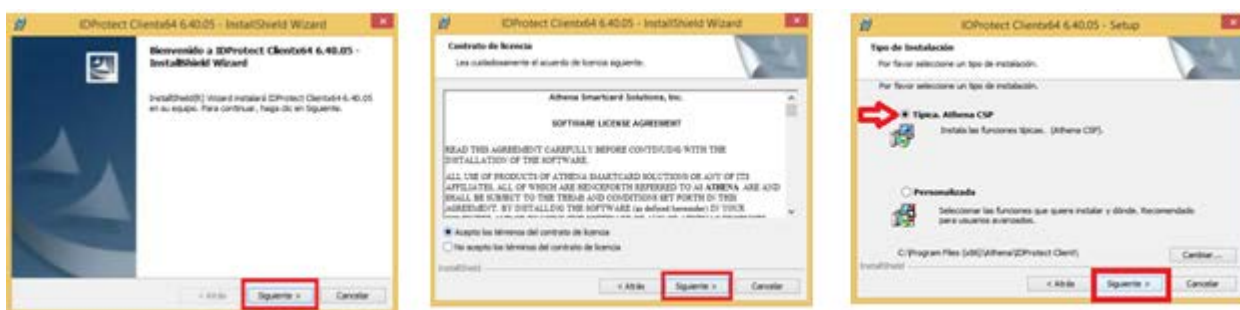 IDProtect Clientx64 6.40.05 - InstallShield Wizard
Bienvenido a IDProtect Clientx64 6.40.05 -
InstallShield Wizard
InstallShield(R) Wizard instalará IDProtect Clientx64 6.40.05
en su equipo. Para continuar, haga clic en Siguiente.
< Atrás
Siguiente >
Cancelar
IDProtect Clientx64 6.40.05 - InstallShield Wizard
Contrato de licencia
Lea cuidadosamente el acuerdo de licencia siguiente.
Athena Smartcard Solutions, Inc.
SOFTWARE LICENSE AGREEMENT
READ THIS AGREEMENT CAREFULLY BEFORE CONTINUING WITH THE
INSTALLATION OF THE SOFTWARE.
ALL USE OF PRODUCTS OF ATHENA SMARTCARD SOLUTIONS OR ANY OF ITS
AFFILIATES, ALL OF WHICH ARE HENCEFORTH REFERRED TO AS ATHENA ARE AND
SHALL BE SUBJECT TO THE TERMS AND CONDITIONS SET FORTH IN THIS
AGREEMENT. BY INSTALLING THE SOFTWARE (as defined hereunder) IN YOUR
Acepto los términos del contrato de licencia
No acepto los términos del contrato de licencia
InstallShield
< Atrás
Siguiente >
Cancelar
IDProtect Clientx64 6.40.05 - Setup
Tipo de Instalación
Por favor seleccione un tipo de instalación.
Por favor seleccione un tipo de instalación.
Típica. Athena CSP
Instala las funciones típicas. (Athena CSP).
Personalizada
Seleccionar las funciones que quiere instalar y dónde. Recomendado
para usuarios avanzados.
C:\Program Files (x86)\Athena\IDProtect Client\
Cambiar...
InstallShield
< Atrás
Siguiente >
Cancelar